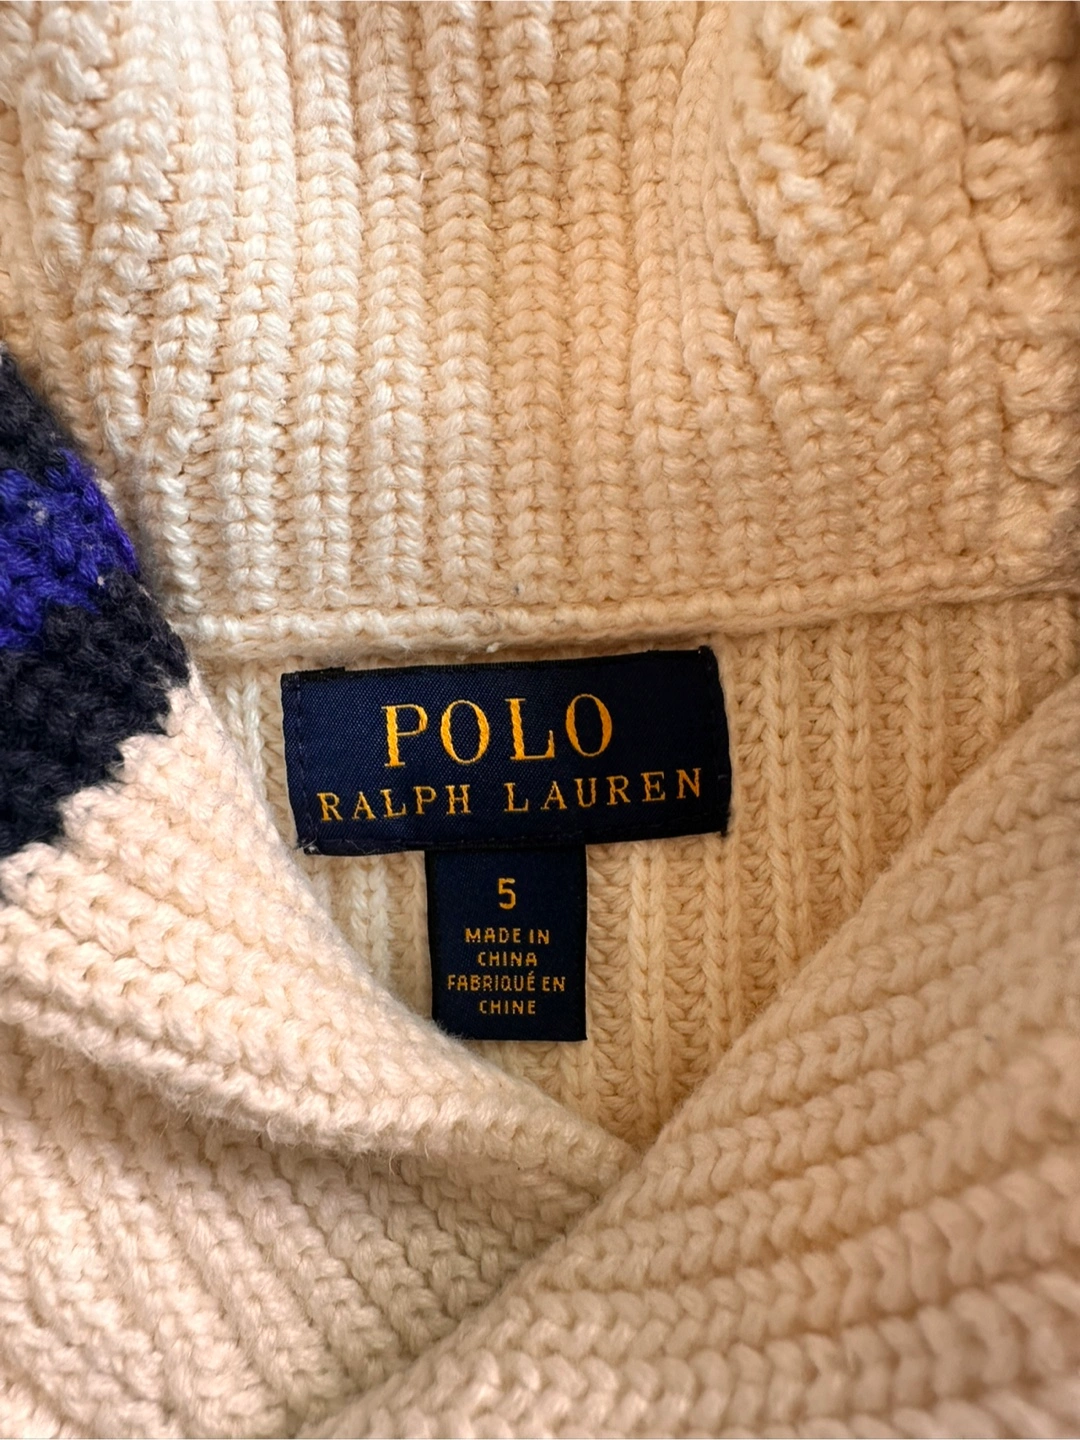 POLO
RALPH LAUREN
5
MADE IN
CHINA
FABRIQUÉ EN
CHINE